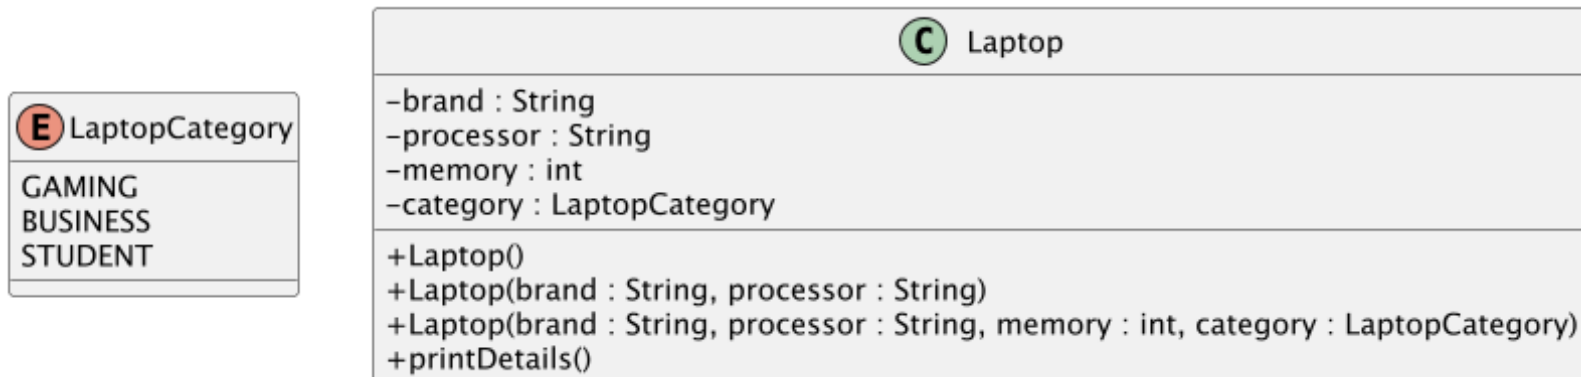 E LaptopCategory
GAMING
BUSINESS
STUDENT
C Laptop
-brand : String
-processor : String
-memory : int
-category : LaptopCategory
+Laptop()
+Laptop(brand : String, processor : String)
+Laptop(brand : String, processor : String, memory : int, category : LaptopCategory)
+printDetails()